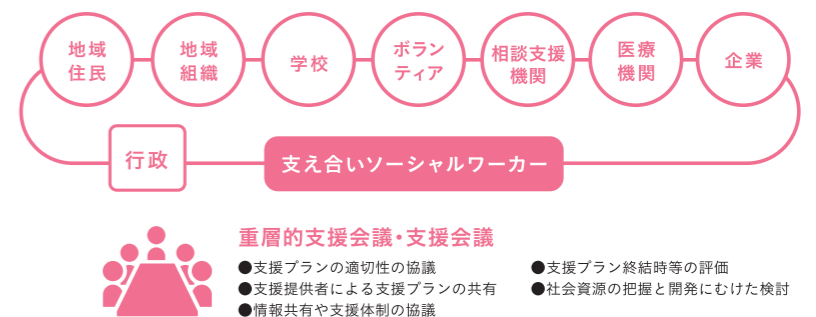 地域
住民
地域
組織
学校
ボラン
ティア
相談支援
機関
医療
機関
企業
行政
支え合いソーシャルワーカー
重層的支援会議・支援会議
●支援プランの適切性の協議
●支援提供者による支援プランの共有
●情報共有や支援体制の協議
●支援プラン終結時等の評価
●社会資源の把握と開発にむけた検討